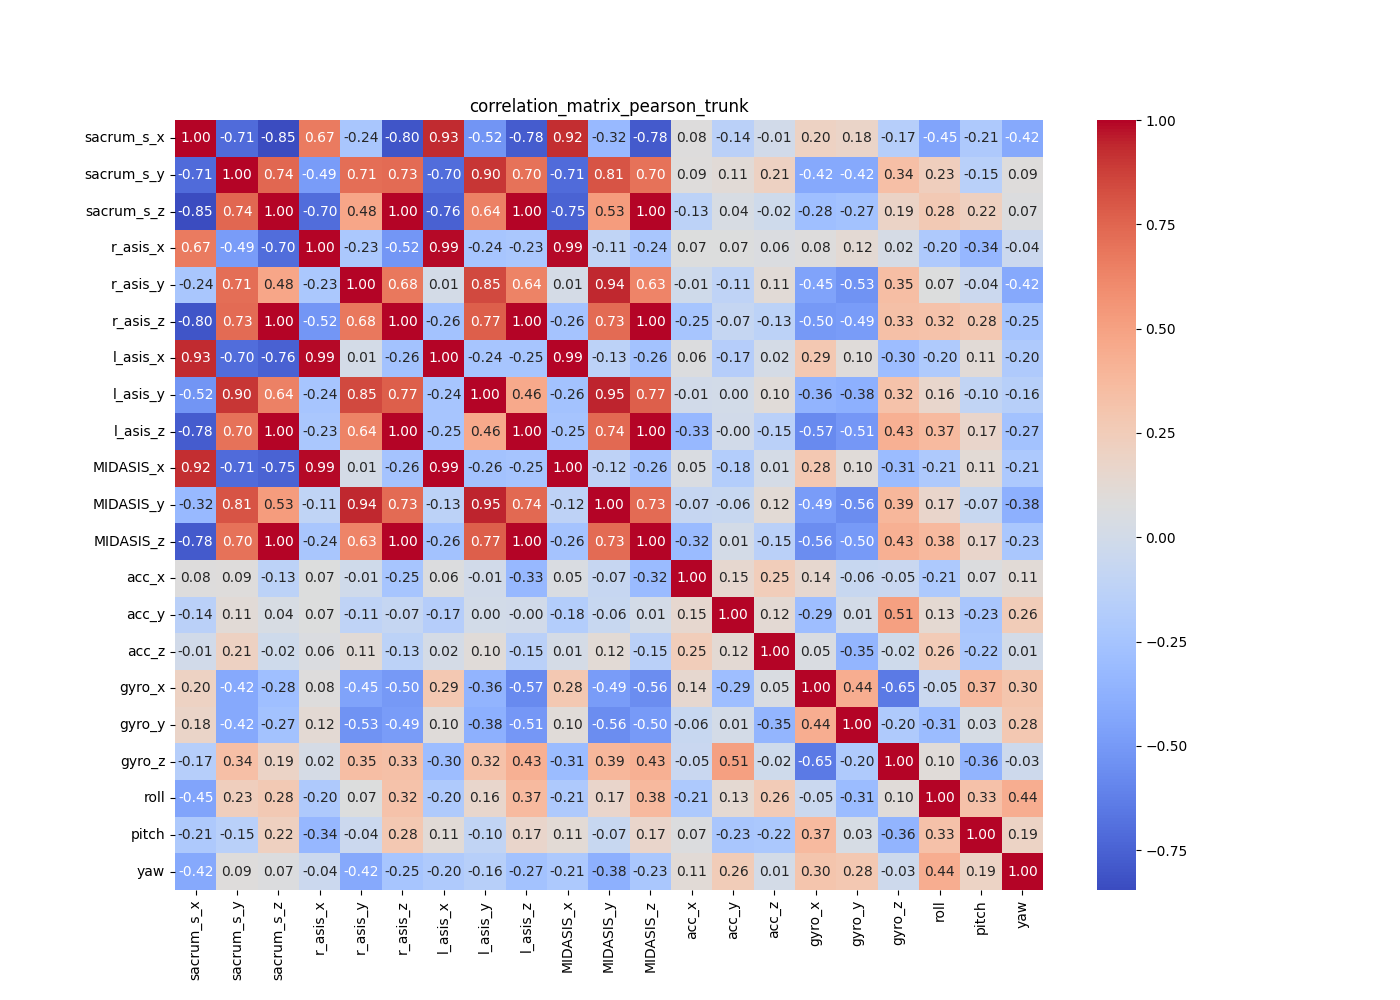 correlation_matrix_pearson_trunk
sacrum_s_x 1.00 -0.71 -0.85 0.67 -0.24 -0.80 0.93 -0.52 -0.78 0.92 -0.32 -0.78 0.08 -0.14 -0.01 0.20 0.18 -0.17 -0.45 -0.21 -0.42
sacrum_s_y -0.71 1.00 0.74 -0.49 0.71 0.73 -0.70 0.90 0.70 -0.71 0.81 0.70 0.09 0.11 0.21 -0.42 -0.42 0.34 0.23 -0.15 0.09
sacrum_s_z -0.85 0.74 1.00 -0.70 0.48 1.00 -0.76 0.64 1.00 -0.75 0.53 1.00 -0.13 0.04 -0.02 -0.28 -0.27 0.19 0.28 0.22 0.07
r_asis_x 0.67 -0.49 -0.70 1.00 -0.23 -0.52 0.99 -0.24 -0.23 0.99 -0.11 -0.24 0.07 0.07 0.06 0.08 0.12 0.02 -0.20 -0.34 -0.04
r_asis_y -0.24 0.71 0.48 -0.23 1.00 0.68 0.01 0.85 0.64 0.01 0.94 0.63 -0.01 -0.11 0.11 -0.45 -0.53 0.35 0.07 -0.04 -0.42
r_asis_z -0.80 0.73 1.00 -0.52 0.68 1.00 -0.26 0.77 1.00 -0.26 0.73 1.00 -0.25 -0.07 -0.13 -0.50 -0.49 0.33 0.32 0.28 -0.25
l_asis_x 0.93 -0.70 -0.76 0.99 0.01 -0.26 1.00 -0.24 -0.25 0.99 -0.13 -0.26 0.06 -0.17 0.02 0.29 0.10 -0.30 -0.20 0.11 -0.20
l_asis_y -0.52 0.90 0.64 -0.24 0.85 0.77 -0.24 1.00 0.46 -0.26 0.95 0.77 -0.01 0.00 0.10 -0.36 -0.38 0.32 0.16 -0.10 -0.16
l_asis_z -0.78 0.70 1.00 -0.23 0.64 1.00 -0.25 0.46 1.00 -0.25 0.74 1.00 -0.33 -0.00 -0.15 -0.57 -0.51 0.43 0.37 0.17 -0.27
MIDASIS_x 0.92 -0.71 -0.75 0.99 0.01 -0.26 0.99 -0.26 -0.25 1.00 -0.12 -0.26 0.05 -0.18 0.01 0.28 0.10 -0.31 -0.21 0.11 -0.21
MIDASIS_y -0.32 0.81 0.53 -0.11 0.94 0.73 -0.13 0.95 0.74 -0.12 1.00 0.73 -0.07 -0.06 0.12 -0.49 -0.56 0.39 0.17 -0.07 -0.38
MIDASIS_z -0.78 0.70 1.00 -0.24 0.63 1.00 -0.26 0.77 1.00 -0.26 0.73 1.00 -0.32 0.01 -0.15 -0.56 -0.50 0.43 0.38 0.17 -0.23
acc_x 0.08 0.09 -0.13 0.07 -0.01 -0.25 0.06 -0.01 -0.33 0.05 -0.07 -0.32 1.00 0.15 0.25 0.14 -0.06 -0.05 -0.21 0.07 0.11
acc_y -0.14 0.11 0.04 0.07 -0.11 -0.07 -0.17 0.00 -0.00 -0.18 -0.06 0.01 0.15 1.00 0.12 -0.29 0.01 0.51 0.13 -0.23 0.26
acc_z -0.01 0.21 -0.02 0.06 0.11 -0.13 0.02 0.10 -0.15 0.01 0.12 -0.15 0.25 0.12 1.00 0.05 -0.35 -0.02 0.26 -0.22 0.01
gyro_x 0.20 -0.42 -0.28 0.08 -0.45 -0.50 0.29 -0.36 -0.57 0.28 -0.49 -0.56 0.14 -0.29 0.05 1.00 0.44 -0.65 -0.05 0.37 0.30
gyro_y 0.18 -0.42 -0.27 0.12 -0.53 -0.49 0.10 -0.38 -0.51 0.10 -0.56 -0.50 -0.06 0.01 -0.35 0.44 1.00 -0.20 -0.31 0.03 0.28
gyro_z -0.17 0.34 0.19 0.02 0.35 0.33 -0.30 0.32 0.43 -0.31 0.39 0.43 -0.05 0.51 -0.02 -0.65 -0.20 1.00 0.10 -0.36 -0.03
roll -0.45 0.23 0.28 -0.20 0.07 0.32 -0.20 0.16 0.37 -0.21 0.17 0.38 -0.21 0.13 0.26 -0.05 -0.31 0.10 1.00 0.33 0.44
pitch -0.21 -0.15 0.22 -0.34 -0.04 0.28 0.11 -0.10 0.17 0.11 -0.07 0.17 0.07 -0.23 -0.22 0.37 0.03 -0.36 0.33 1.00 0.19
yaw -0.42 0.09 0.07 -0.04 -0.42 -0.25 -0.20 -0.16 -0.27 -0.21 -0.38 -0.23 0.11 0.26 0.01 0.30 0.28 -0.03 0.44 0.19 1.00
sacrum_s_x
sacrum_s_y
sacrum_s_z
r_asis_x
r_asis_y
r_asis_z
l_asis_x
l_asis_y
l_asis_z
MIDASIS_x
MIDASIS_y
MIDASIS_z
acc_x
acc_y
acc_z
gyro_x
gyro_y
gyro_z
roll
pitch
yaw
1.00
0.75
0.50
0.25
0.00
−0.25
−0.50
−0.75